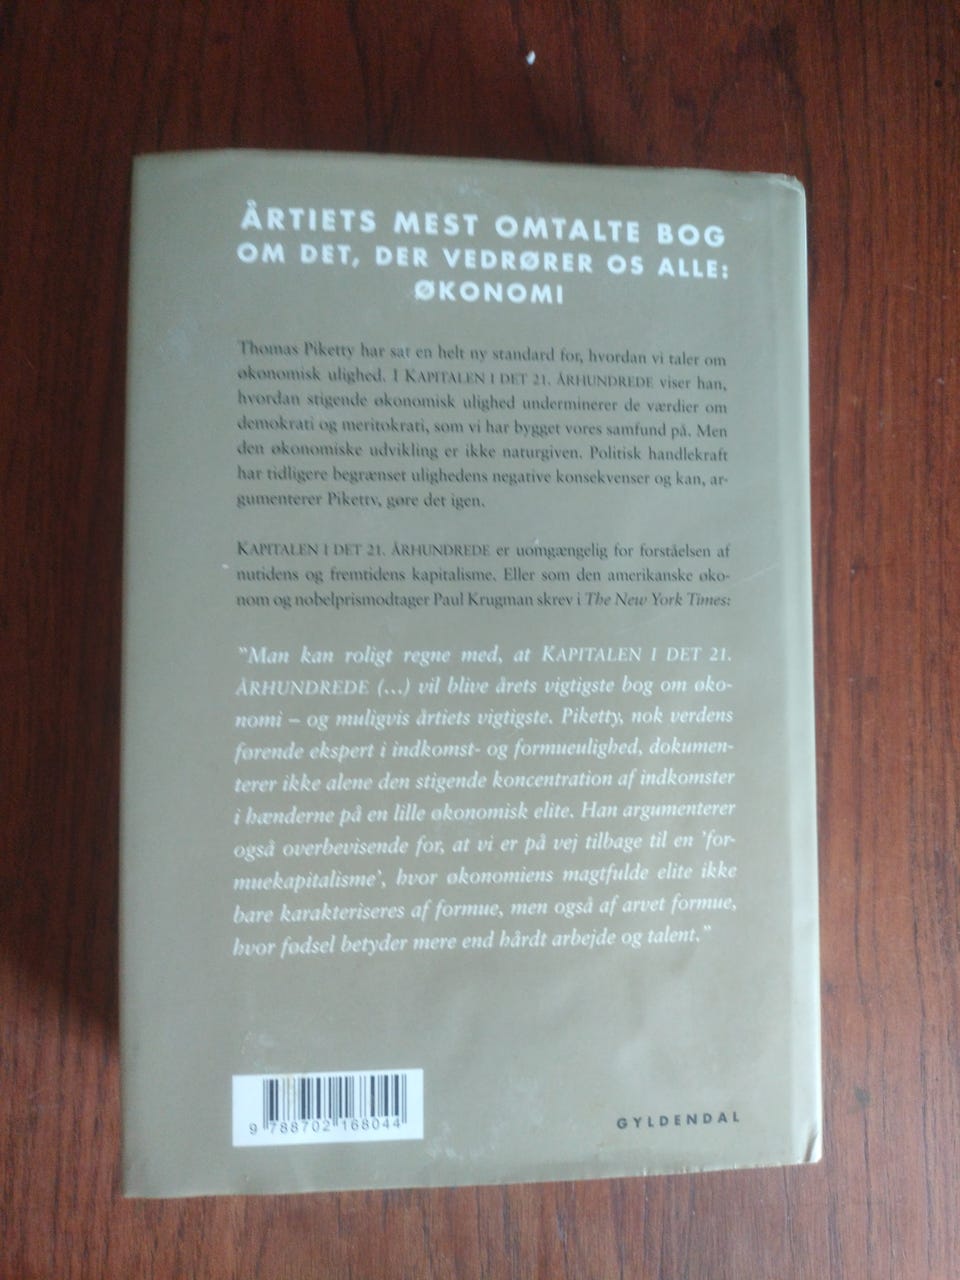 ÅRTIETS MEST OMTALTE BOG
OM DET, DER VEDRØRER OS ALLE:
ØKONOMI
Thomas Piketty har sat en helt ny standard for, hvordan vi taler om
økonomisk ulighed. I KAPITALEN I DET 21. ÅRHUNDREDE viser han,
hvordan stigende økonomisk ulighed underminerer de værdier om
demokrati og meritokrati, som vi har bygget vores samfund på. Men
den økonomiske udvikling er ikke naturgiven. Politisk handlekraft
har tidligere begrænset ulighedens negative konsekvenser og kan, ar-
gumenterer Piketty, gøre det igen.
KAPITALEN I DET 21. ÅRHUNDREDE er uomgængelig for forståelsen af
nutidens og fremtidens kapitalisme. Eller som den amerikanske øko-
nom og nobelprismodtager Paul Krugman skrev i The New York Times:
"Man kan roligt regne med, at KAPITALEN I DET 21.
ÅRHUNDREDE (...) vil blive årets vigtigste bog om øko-
nomi – og muligvis årtiets vigtigste. Piketty, nok verdens
førende ekspert i indkomst- og formueulighed, dokumen-
terer ikke alene den stigende koncentration af indkomster
i hænderne på en lille økonomisk elite. Han argumenterer
også overbevisende for, at vi er på vej tilbage til en 'for-
muekapitalisme', hvor økonomiens magtfulde elite ikke
bare karakteriseres af formue, men også af arvet formue,
hvor fødsel betyder mere end hårdt arbejde og talent."
9 788702 168044
GYLDENDAL